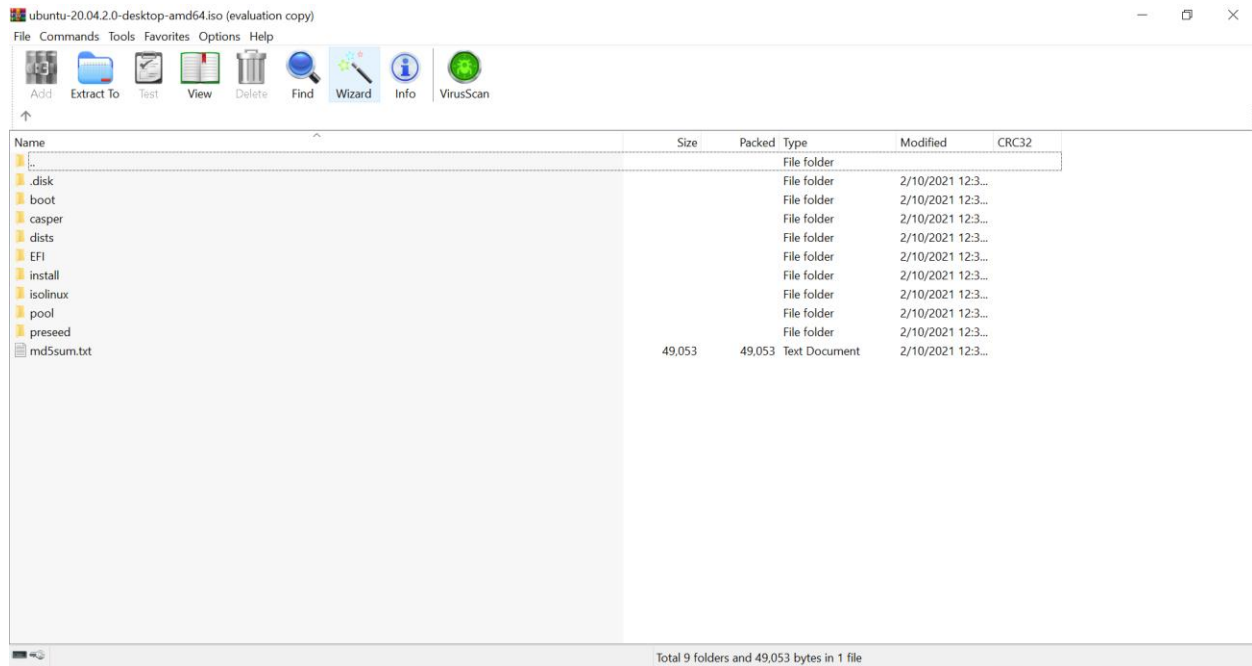 ubuntu-20.04.2.0-desktop-amd64.iso (evaluation copy)
File Commands Tools Favorites Options Help
Add Extract To Test View Delete Find Wizard Info VirusScan
Name Size Packed Type Modified CRC32
.. File folder
.disk File folder 2/10/2021 12:3...
boot File folder 2/10/2021 12:3...
casper File folder 2/10/2021 12:3...
dists File folder 2/10/2021 12:3...
EFI File folder 2/10/2021 12:3...
install File folder 2/10/2021 12:3...
isolinux File folder 2/10/2021 12:3...
pool File folder 2/10/2021 12:3...
preseed File folder 2/10/2021 12:3...
md5sum.txt 49,053 49,053 Text Document 2/10/2021 12:3...
Total 9 folders and 49,053 bytes in 1 file